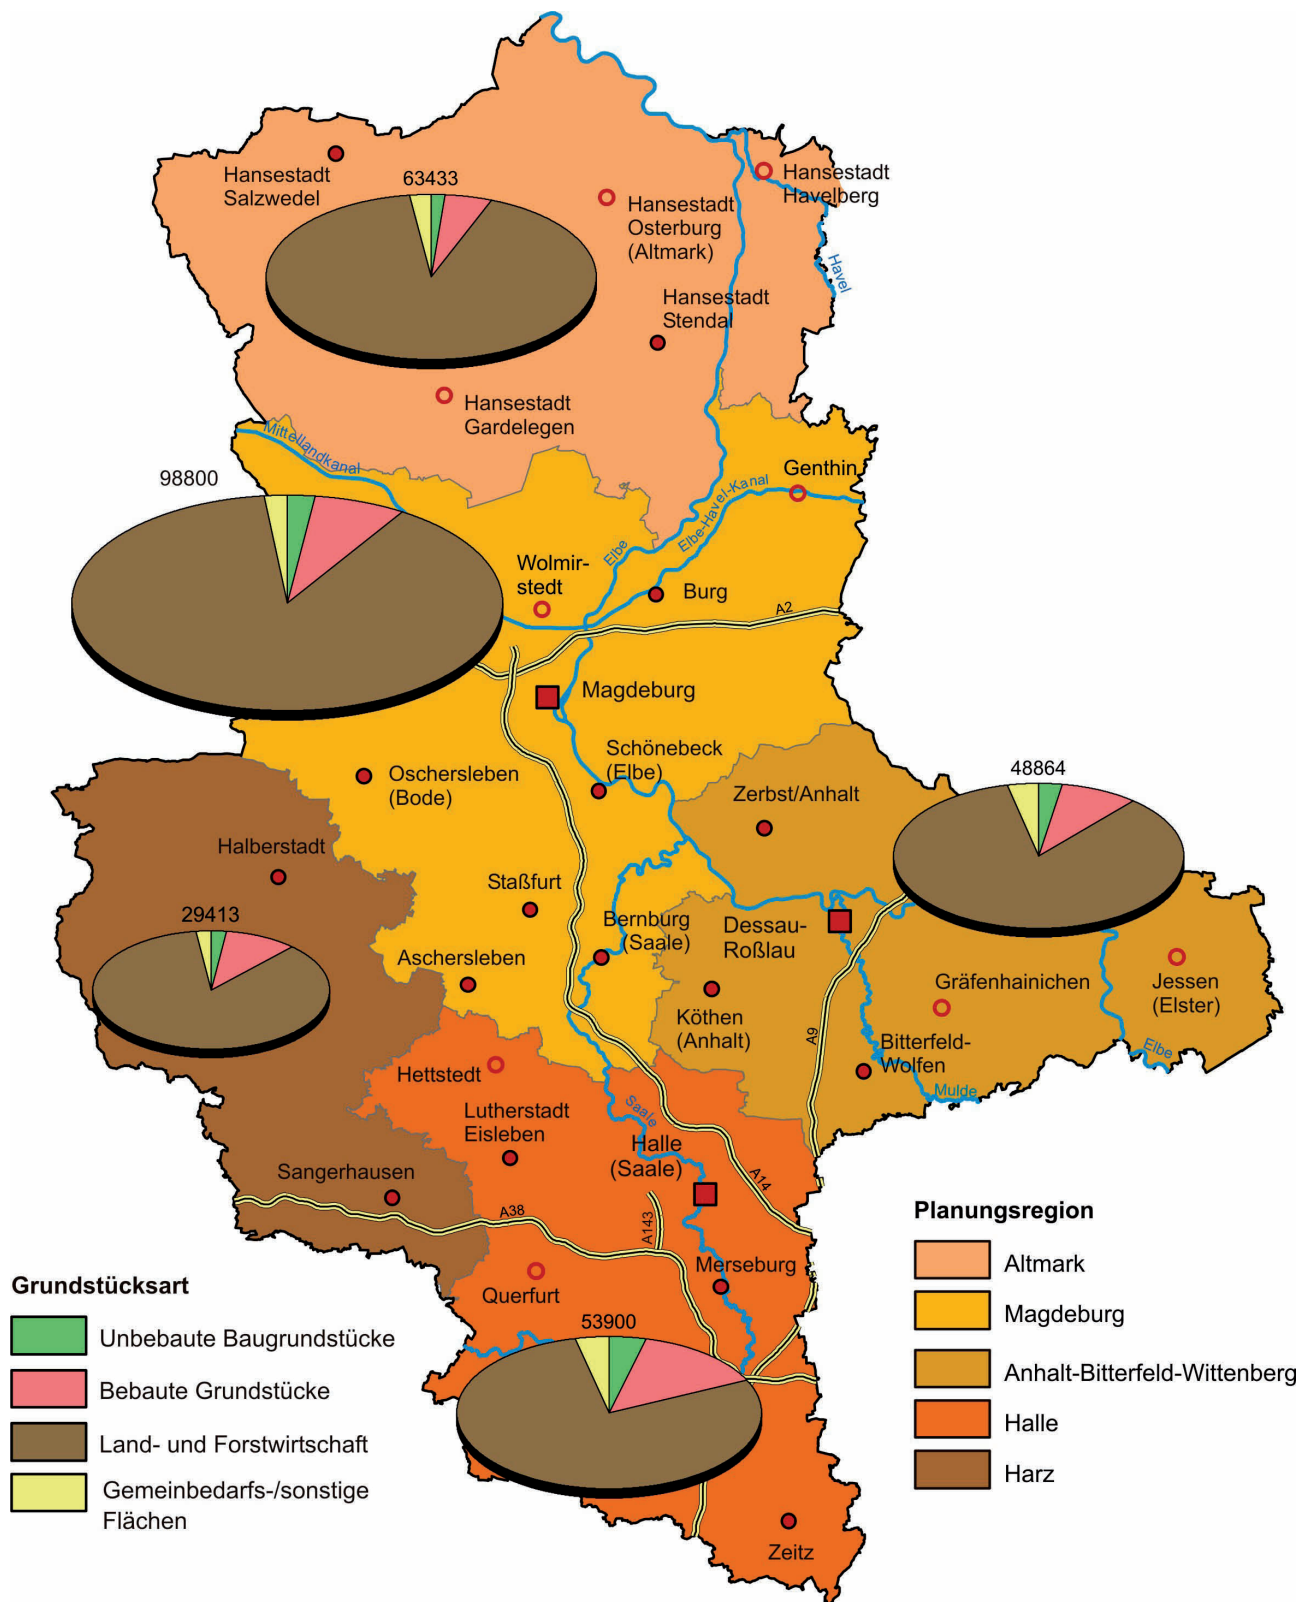 Hansestadt
Salzwedel
63433
Hansestadt
Osterburg
(Altmark)
Hansestadt
Havelberg
Havel
Hansestadt
Stendal
Hansestadt
Gardelegen
Mittellandkanal
98800
Genthin
Elbe-Havel-Kanal
Elbe
Wolmir-
stedt
Burg
A2
Magdeburg
Schönebeck
(Elbe)
Oschersleben
(Bode)
48864
Zerbst/Anhalt
Halberstadt
Staßfurt
29413
Bernburg
(Saale)
Dessau-
Roßlau
Aschersleben
Gräfenhainichen
Jessen
(Elster)
Köthen
(Anhalt)
A9
Bitterfeld-
Wolfen
Elbe
Mulde
Hettstedt
Saale
Lutherstadt
Eisleben
Halle
(Saale)
A14
Sangerhausen
A38
A143
Merseburg
Querfurt
53900
Zeitz
Grundstücksart
Unbebaute Baugrundstücke
Bebaute Grundstücke
Land- und Forstwirtschaft
Gemeinbedarfs-/sonstige
Flächen
Planungsregion
Altmark
Magdeburg
Anhalt-Bitterfeld-Wittenberg
Halle
Harz